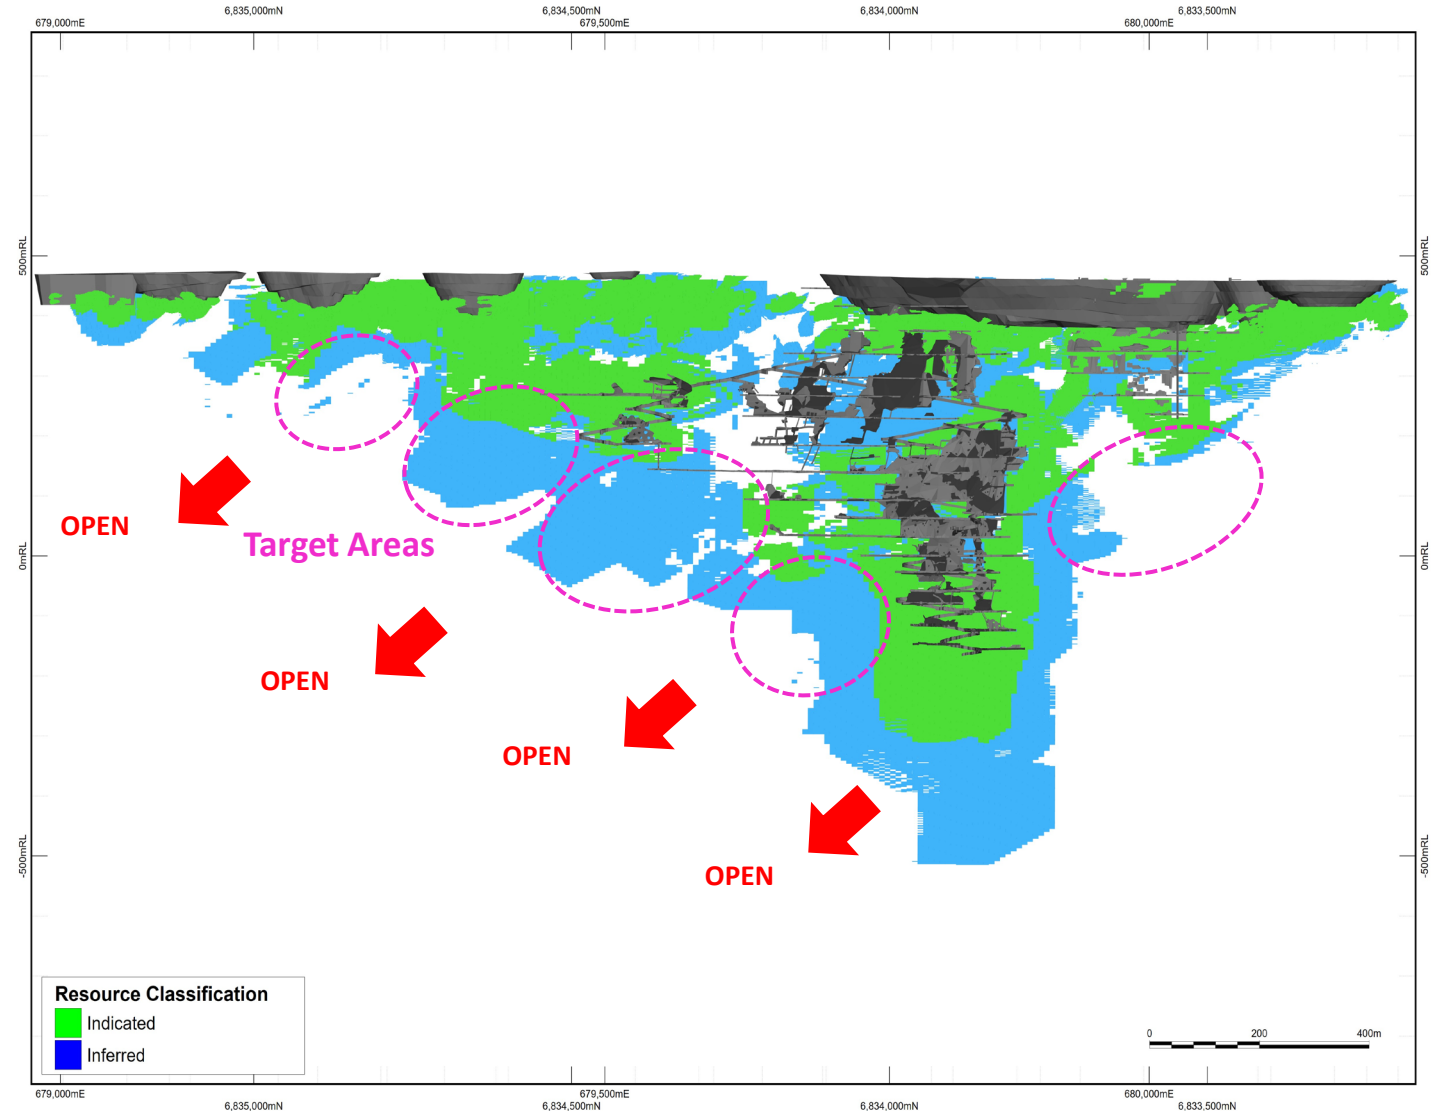 6,835,000mN 6,834,500mN 6,834,000mN 6,833,500mN
679,000mE 679,500mE 680,000mE
500mRL 500mRL
OPEN
Target Areas
0mRL 0mRL
OPEN
OPEN
-500mRL -500mRL
OPEN
Resource Classification
Indicated
Inferred
0 200 400m
679,000mE 679,500mE 680,000mE
6,835,000mN 6,834,500mN 6,834,000mN 6,833,500mN